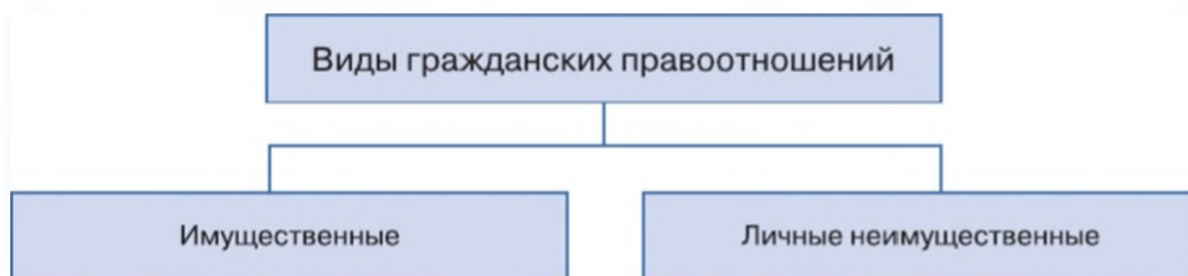 Виды гражданских правоотношений
Имущественные
Личные неимущественные